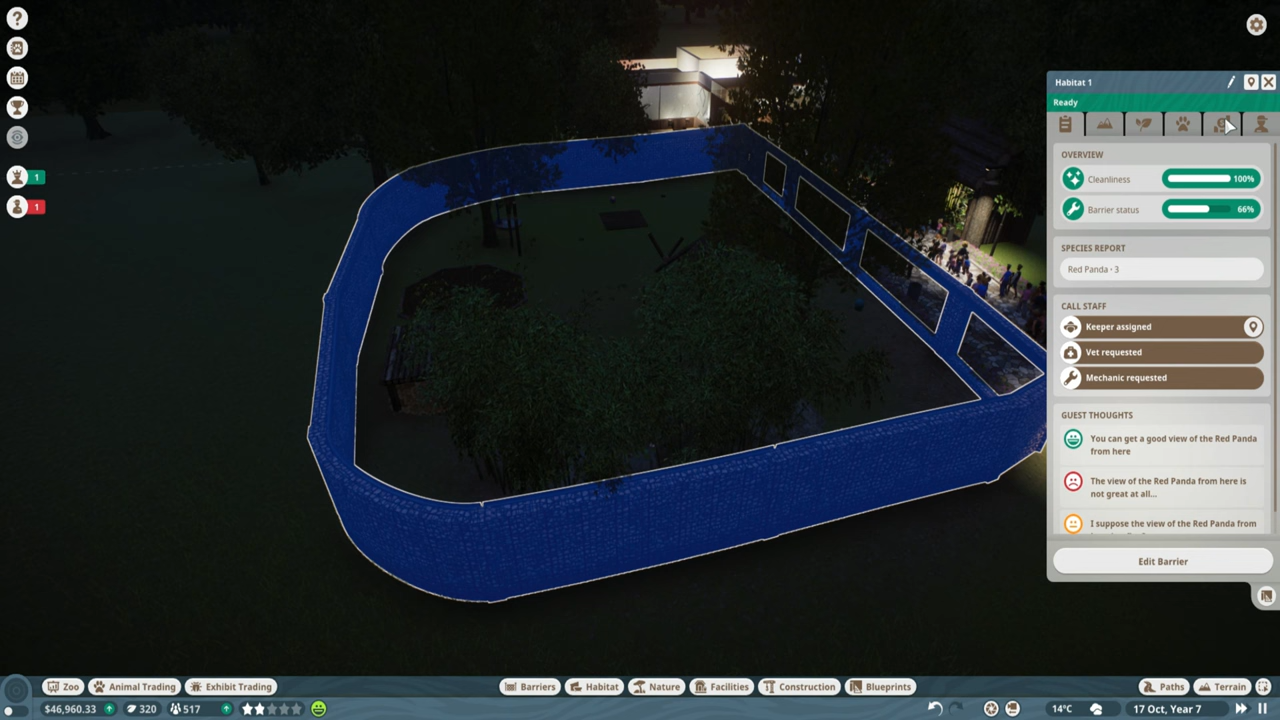 ?
Habitat 1
Ready
1
1
OVERVIEW
Cleanliness
100%
Barrier status
66%
SPECIES REPORT
Red Panda · 3
CALL STAFF
Keeper assigned
Vet requested
Mechanic requested
GUEST THOUGHTS
You can get a good view of the Red Panda
from here
The view of the Red Panda from here is
not great at all...
I suppose the view of the Red Panda from
Edit Barrier
Zoo
Animal Trading
Exhibit Trading
Barriers
Habitat
Nature
Facilities
Construction
Blueprints
Paths
Terrain
$46,960.33
320
517
14°C
17 Oct, Year 7